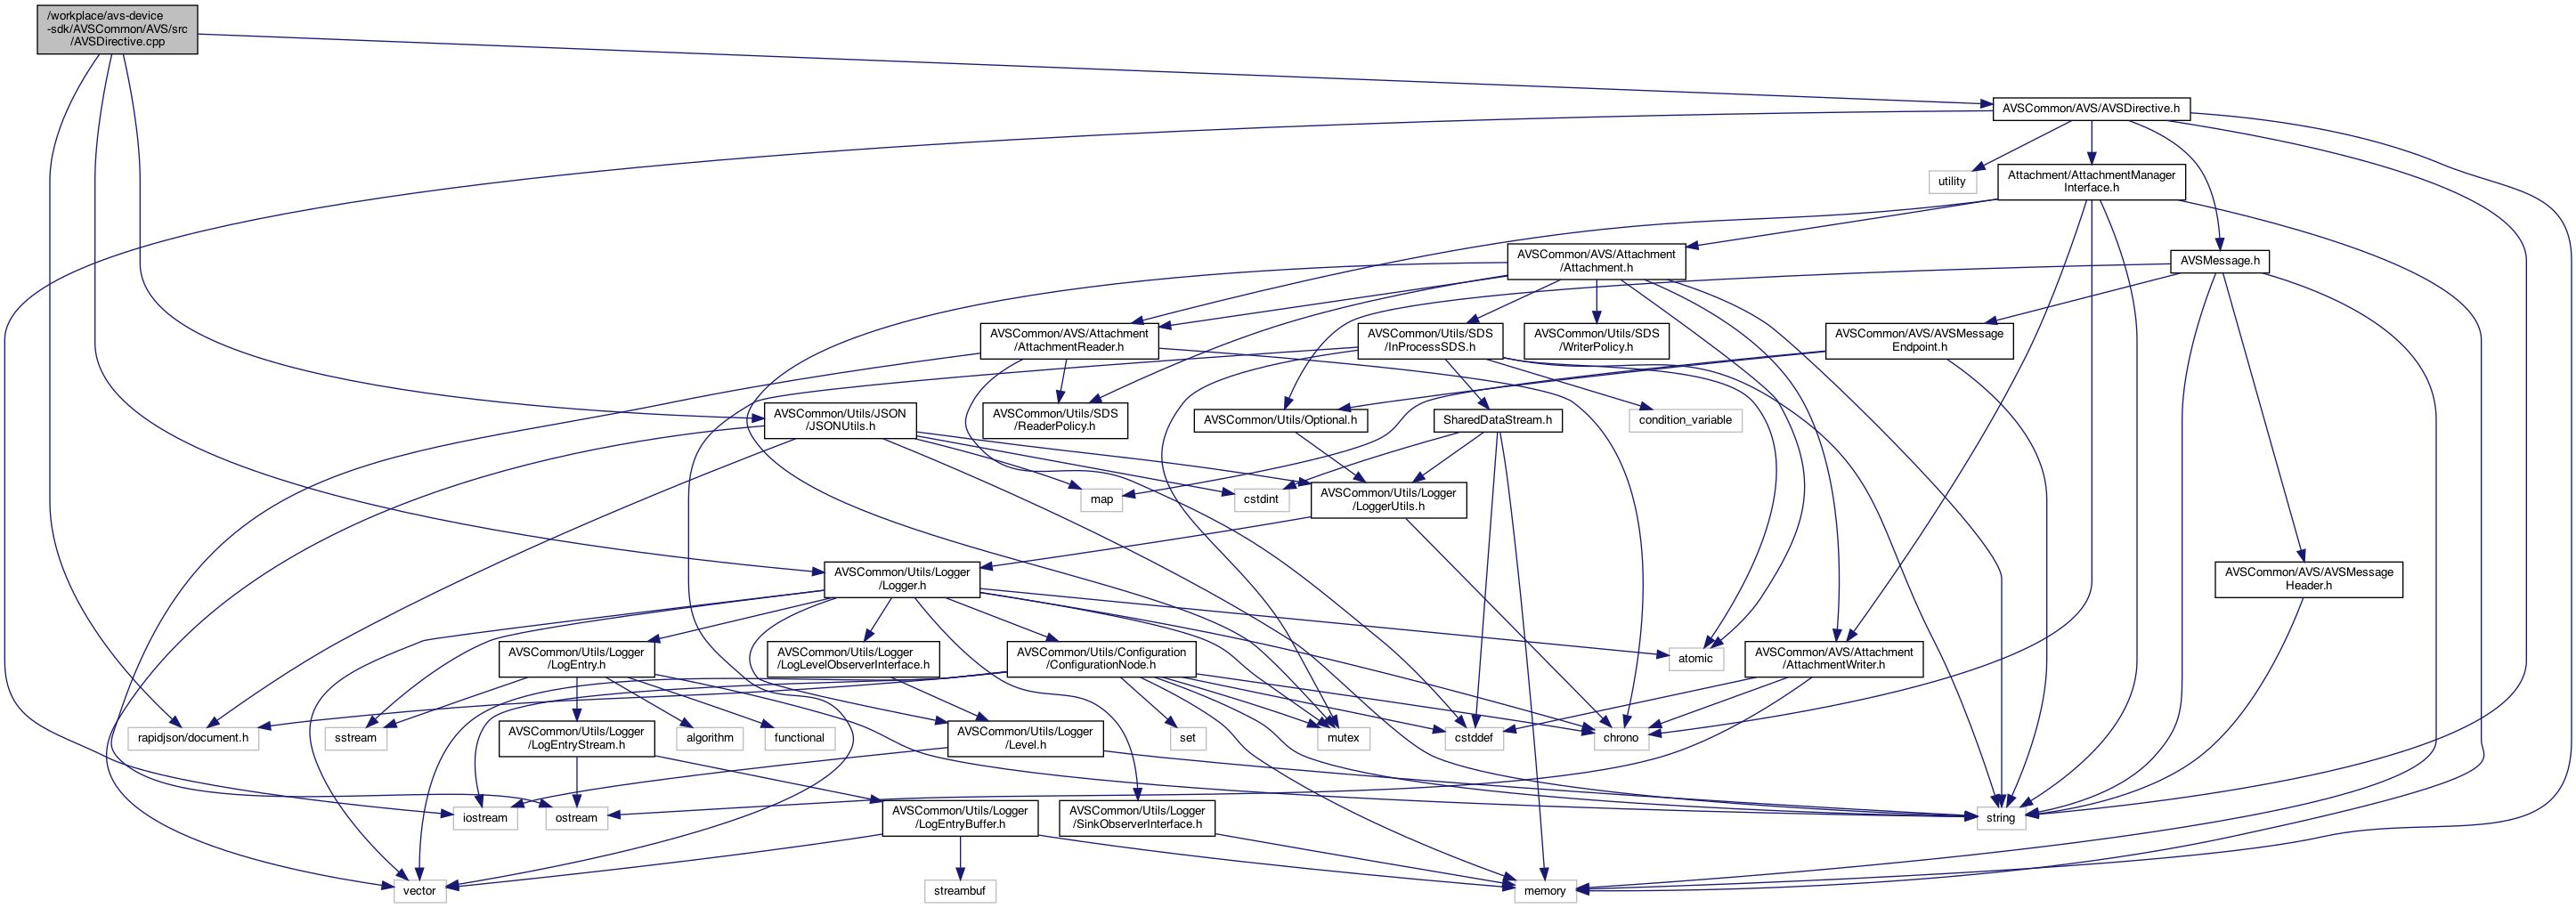 /workplace/avs-device
-sdk/AVSCommon/AVS/src
/AVSDirective.cpp
AVSCommon/AVS/AVSDirective.h
utility
Attachment/AttachmentManager
Interface.h
AVSCommon/AVS/Attachment
/Attachment.h
AVSMessage.h
AVSCommon/AVS/Attachment
/AttachmentReader.h
AVSCommon/Utils/SDS
/InProcessSDS.h
AVSCommon/Utils/SDS
/WriterPolicy.h
AVSCommon/AVS/AVSMessage
Endpoint.h
AVSCommon/Utils/JSON
/JSONUtils.h
AVSCommon/Utils/SDS
/ReaderPolicy.h
AVSCommon/Utils/Optional.h
SharedDataStream.h
condition_variable
map
cstdint
AVSCommon/Utils/Logger
/LoggerUtils.h
AVSCommon/Utils/Logger
/Logger.h
AVSCommon/AVS/AVSMessage
Header.h
AVSCommon/Utils/Logger
/LogEntry.h
AVSCommon/Utils/Logger
/LogLevelObserverInterface.h
AVSCommon/Utils/Configuration
/ConfigurationNode.h
atomic
AVSCommon/AVS/Attachment
/AttachmentWriter.h
rapidjson/document.h
sstream
AVSCommon/Utils/Logger
/LogEntryStream.h
algorithm
functional
AVSCommon/Utils/Logger
/Level.h
set
mutex
cstddef
chrono
iostream
ostream
AVSCommon/Utils/Logger
/LogEntryBuffer.h
AVSCommon/Utils/Logger
/SinkObserverInterface.h
string
vector
streambuf
memory